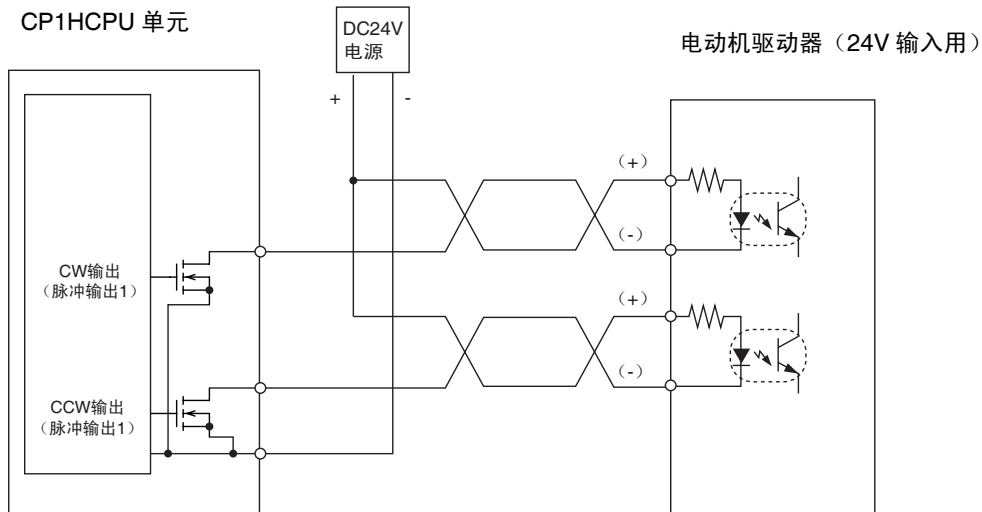 CP1HCPU 单元
DC24V
电源
电动机驱动器（24V 输入用）
+
-
（+）
（-）
CW输出
（脉冲输出1）
（+）
（-）
CCW输出
（脉冲输出1）